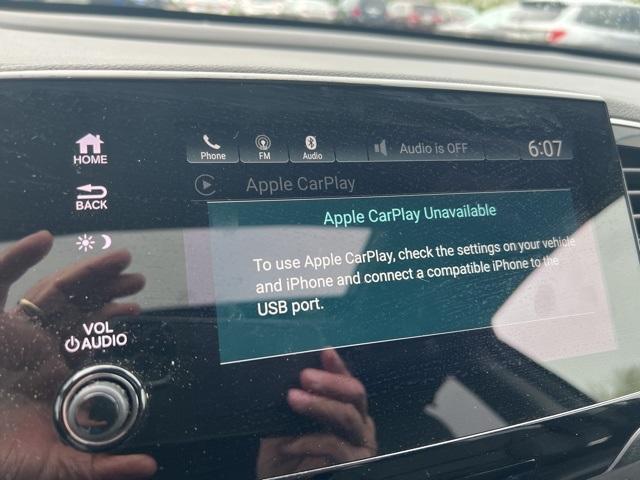 HOME
Phone
FM
Audio
Audio is OFF
6:07
Apple CarPlay
BACK
Apple CarPlay Unavailable
To use Apple CarPlay, check the settings on your vehicle
and iPhone and connect a compatible iPhone to the
USB port.
VOL
AUDIO